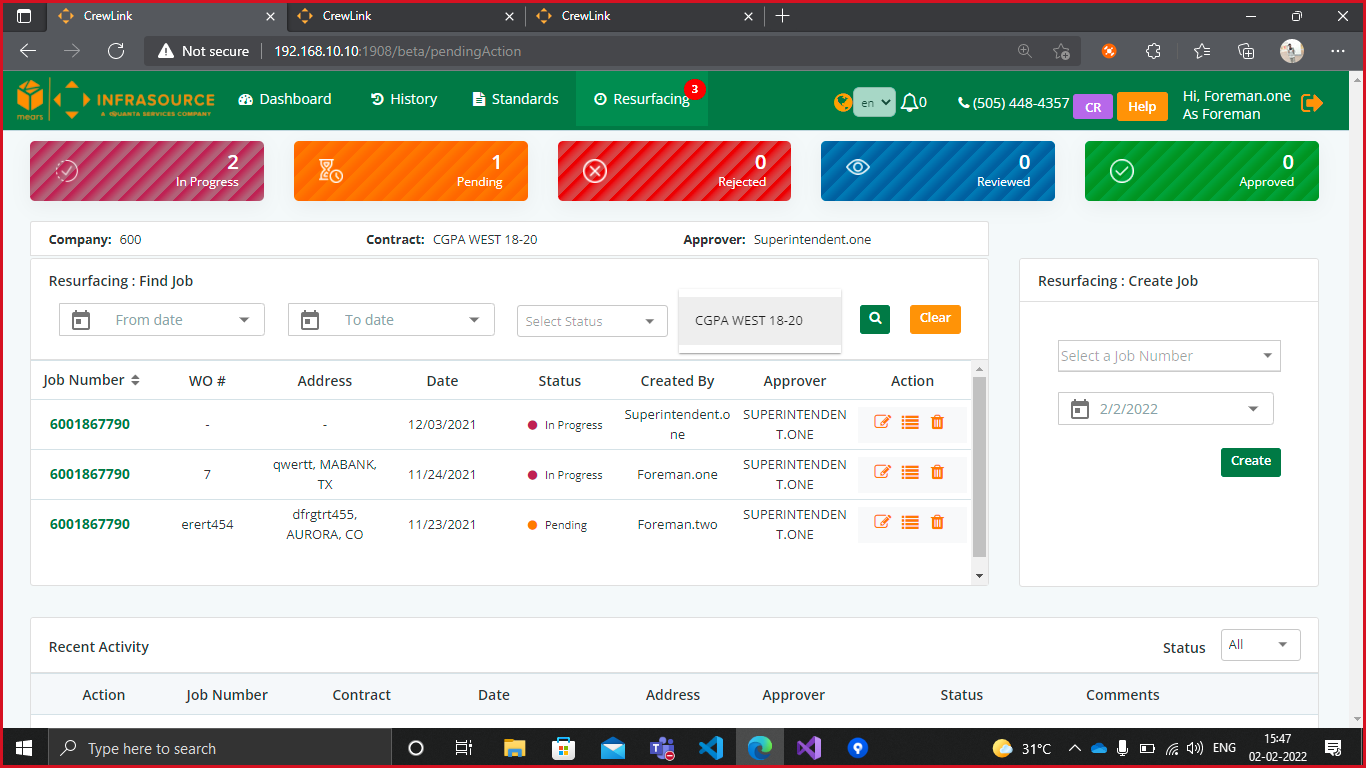 CrewLink
CrewLink
CrewLink
Not secure
192.168.10.10:1908/beta/pendingAction
mears
INFRASOURCE
A QUANTA SERVICES COMPANY
Dashboard
History
Standards
Resurfacing
3
en
0
(505) 448-4357
CR
Help
Hi, Foreman.one
As Foreman
2
In Progress
1
Pending
0
Rejected
0
Reviewed
0
Approved
Company: 600
Contract: CGPA WEST 18-20
Approver: Superintendent.one
Resurfacing : Find Job
From date
To date
Select Status
CGPA WEST 18-20
Clear
Job Number WO # Address Date Status Created By Approver Action
6001867790 - - 12/03/2021 In Progress Superintendent.o
ne
SUPERINTENDEN
T.ONE
6001867790 7 qwertt, MABANK,
TX
11/24/2021 In Progress Foreman.one SUPERINTENDEN
T.ONE
6001867790 erert454 dfrgtrt455,
AURORA, CO
11/23/2021 Pending Foreman.two SUPERINTENDEN
T.ONE
Resurfacing : Create Job
Select a Job Number
2/2/2022
Create
Recent Activity
Status
All
Action Job Number Contract Date Address Approver Status Comments
Type here to search
31°C
ENG
15:47
02-02-2022